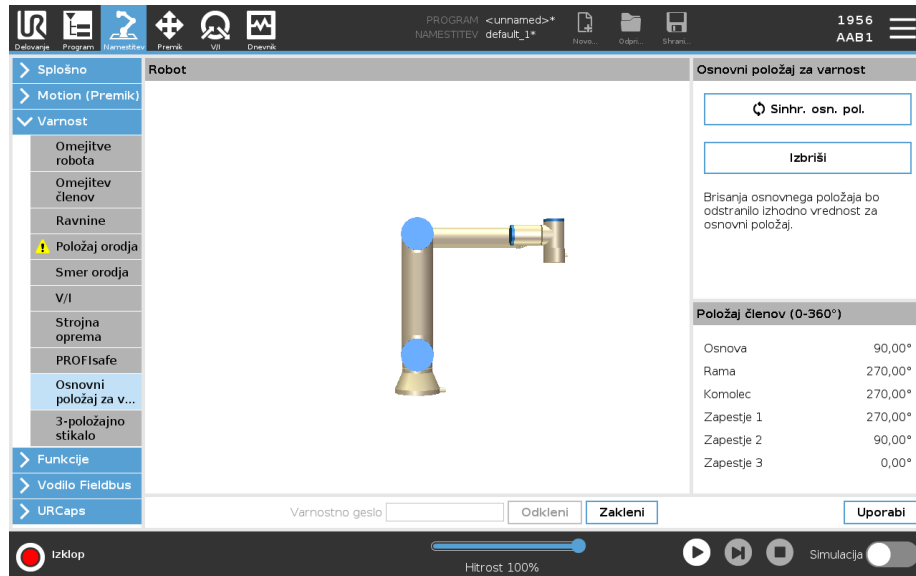 PROGRAM <unnamed>*
NAMESTITEV default_1*
Delovanje Program Namestitev Premik V/I Dnevnik
Novo... Odpri... Shrani...
1956
AAB1
Splošno
Motion (Premik)
Varnost
Omejitve
robota
Omejitev
členov
Ravnine
Položaj orodja
Smer orodja
V/I
Strojna
oprema
PROFIsafe
Osnovni
položaj za v...
3-položajno
stikalo
Funkcije
Vodilo Fieldbus
URCaps
Robot
Osnovni položaj za varnost
Sinhr. osn. pol.
Izbriši
Brisanja osnovnega položaja bo
odstranilo izhodno vrednost za
osnovni položaj.
Položaj členov (0-360°)
Osnova 90,00°
Rama 270,00°
Komolec 270,00°
Zapestje 1 270,00°
Zapestje 2 90,00°
Zapestje 3 0,00°
Varnostno geslo Odkleni Zakleni Uporabi
Izklop
Hitrost 100%
Simulacija